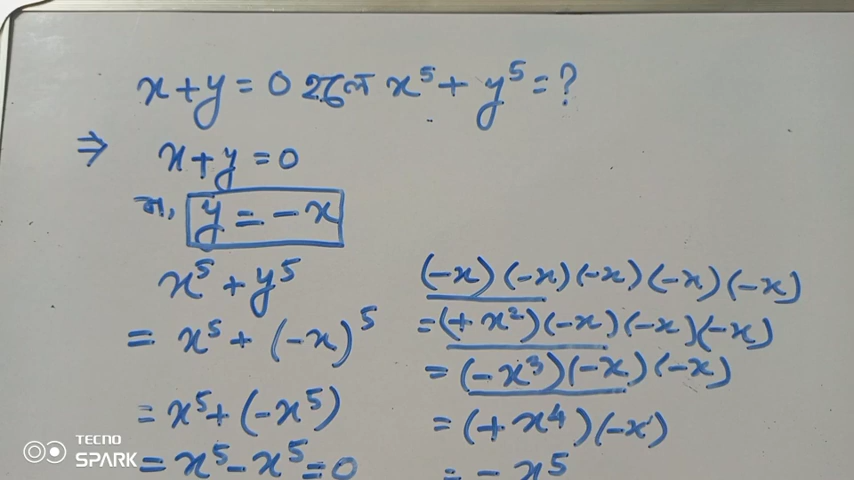 x + y = 0 হলে x⁵ + y⁵ = ?
⇒ x + y = 0
বা, y = - x
x⁵ + y⁵
= x⁵ + (-x)⁵
= x⁵ + (-x⁵)
= x⁵ - x⁵ = 0
(-x) (-x) (-x) (-x) (-x)
= (+ x²) (-x) (-x) (-x)
= (-x³) (-x) (-x)
= (+ x⁴) (-x)
= - x⁵
TECNO
SPARK